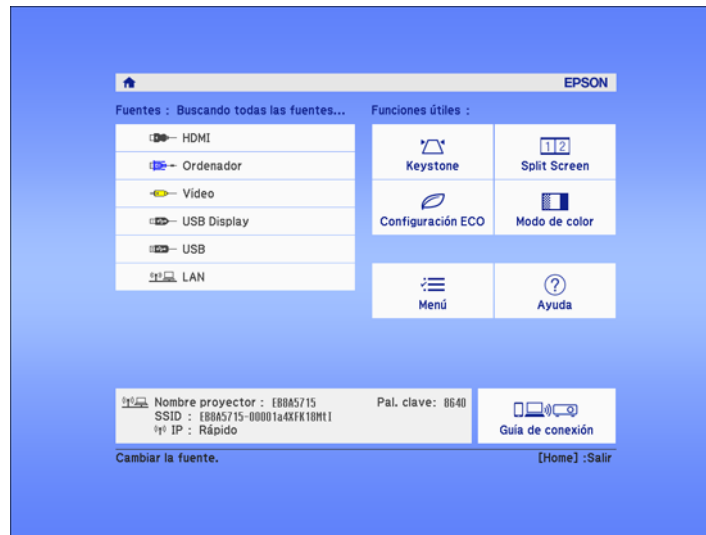 EPSON
Fuentes : Buscando todas las fuentes...
Funciones útiles :
HDMI
Ordenador
Vídeo
USB Display
USB
LAN
Keystone
1 2
Split Screen
Configuración ECO
Modo de color
Menú
?
Ayuda
Nombre proyector : EB8A5715
Pal. clave: 8640
SSID : EB8A5715-00001a4XFK18MtI
IP : Rápido
Guía de conexión
Cambiar la fuente.
[Home] :Salir